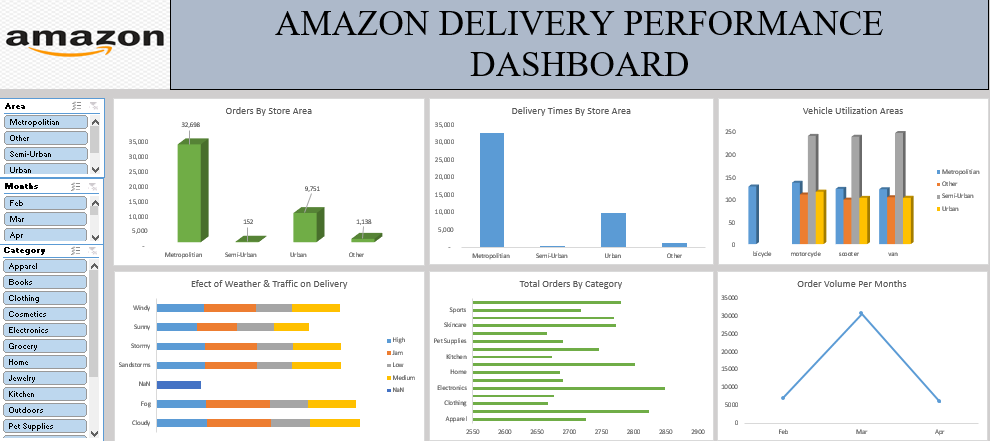 amazon
AMAZON DELIVERY PERFORMANCE
DASHBOARD
Area
Metropolitian
Other
Semi-Urban
Urban
Months
Feb
Mar
Apr
Category
Apparel
Books
Clothing
Cosmetics
Electronics
Grocery
Home
Jewelry
Kitchen
Outdoors
Pet Supplies
Orders By Store Area
35,000
30,000
25,000
20,000
15,000
10,000
5,000
-
32,698
152
9,751
1,138
Metropolitian Semi-Urban Urban Other
Delivery Times By Store Area
35,000
30,000
25,000
20,000
15,000
10,000
5,000
-
Metropolitian Semi-Urban Urban Other
Vehicle Utilization Areas
250
200
150
100
50
0
bicycle motorcycle scooter van
Metropolitian
Other
Semi-Urban
Urban
Efect of Weather & Traffic on Delivery
Windy
Sunny
Stormy
Sandstorms
NaN
Fog
Cloudy
High
Jam
Low
Medium
NaN
Total Orders By Category
Sports
Skincare
Pet Supplies
Kitchen
Home
Electronics
Clothing
Apparel
2550 2600 2650 2700 2750 2800 2850 2900
Order Volume Per Months
35000
30000
25000
20000
15000
10000
5000
0
Feb Mar Apr